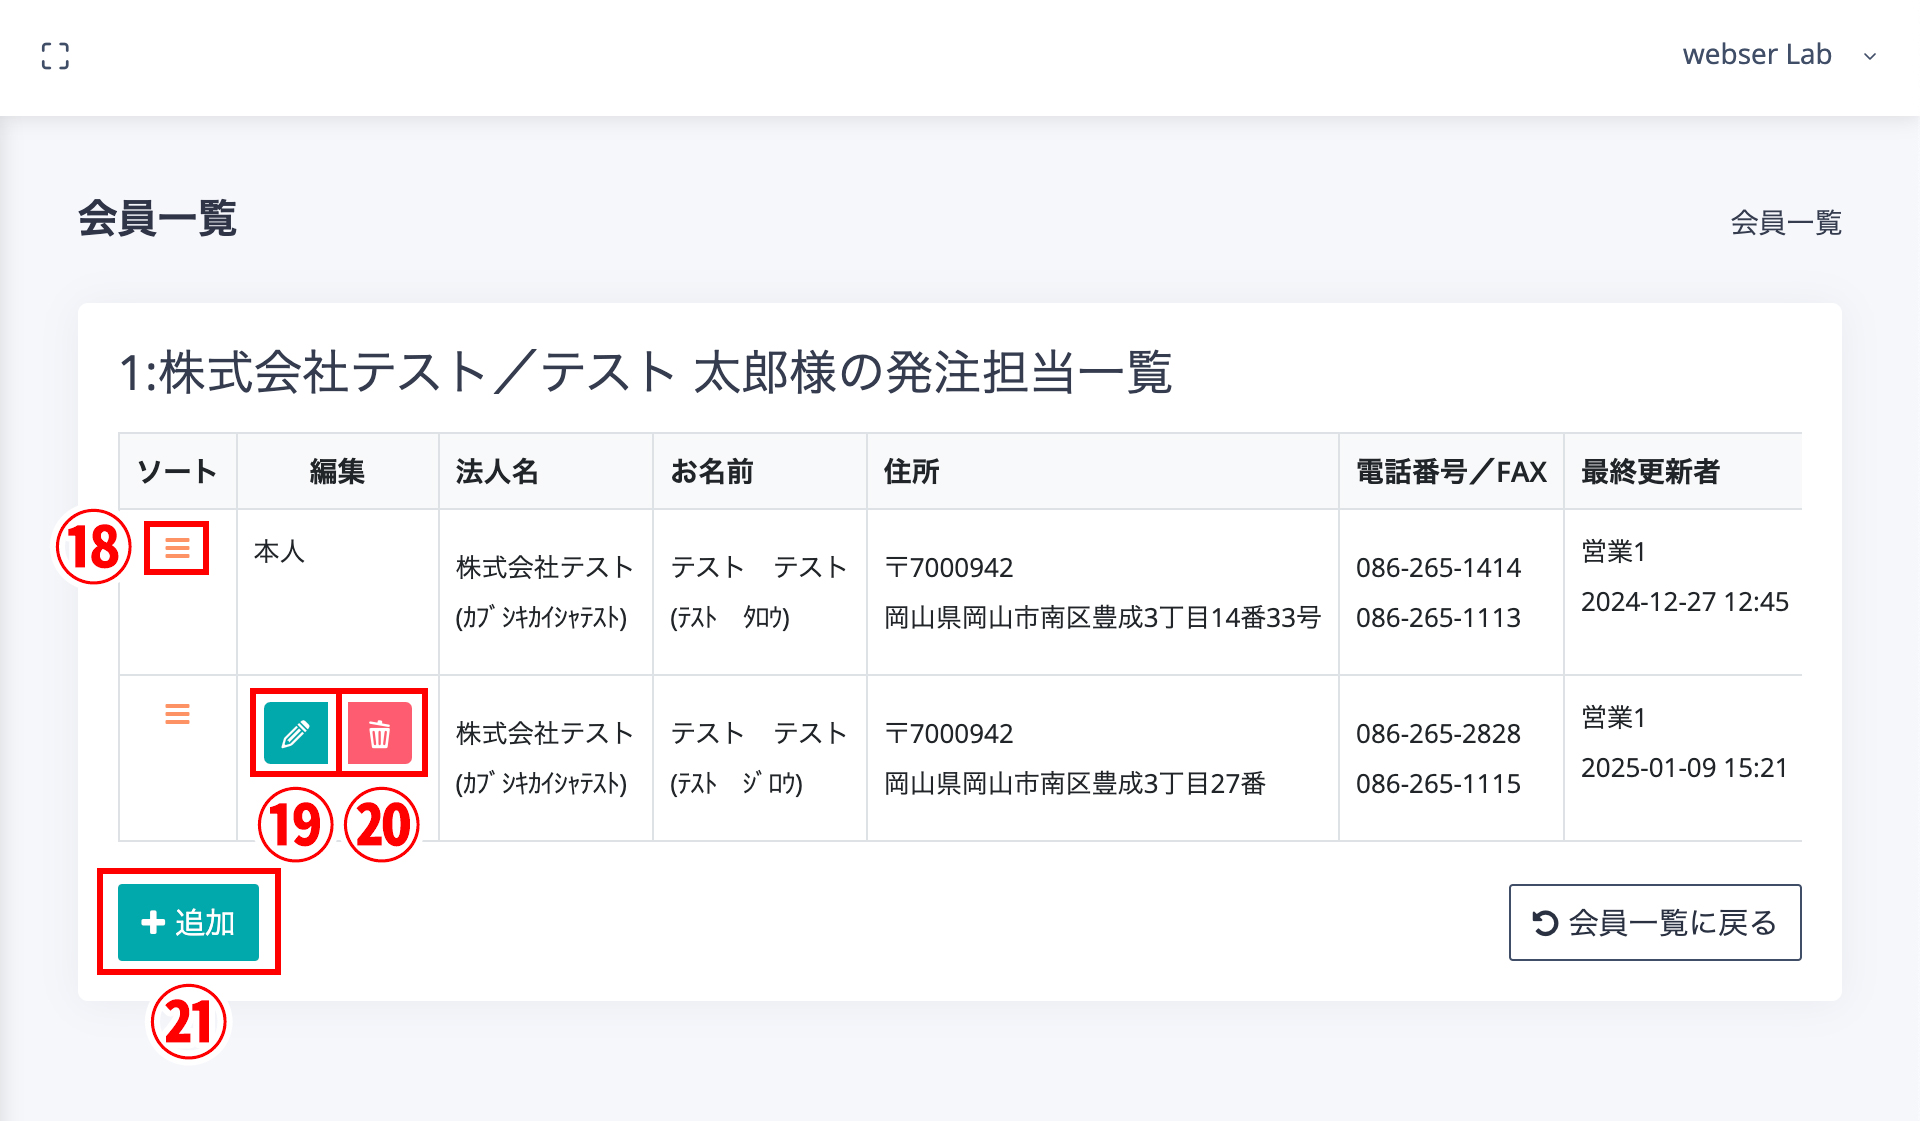 webser Lab
会員一覧
会員一覧
1:株式会社テスト／テスト 太郎様の発注担当一覧
ソート 編集 法人名 お名前 住所 電話番号／FAX 最終更新者
⑱ 本人 株式会社テスト テスト　テスト 〒7000942 086-265-1414 営業1
(ｶﾌﾞｼｷｶｲｼｬﾃｽﾄ) (ﾃｽﾄ　ﾀﾛｳ) 岡山県岡山市南区豊成3丁目14番33号 086-265-1113 2024-12-27 12:45
株式会社テスト テスト　テスト 〒7000942 086-265-2828 営業1
(ｶﾌﾞｼｷｶｲｼｬﾃｽﾄ) (ﾃｽﾄ　ｼﾞﾛｳ) 岡山県岡山市南区豊成3丁目27番 086-265-1115 2025-01-09 15:21
⑲ ⑳
追加 会員一覧に戻る
㉑